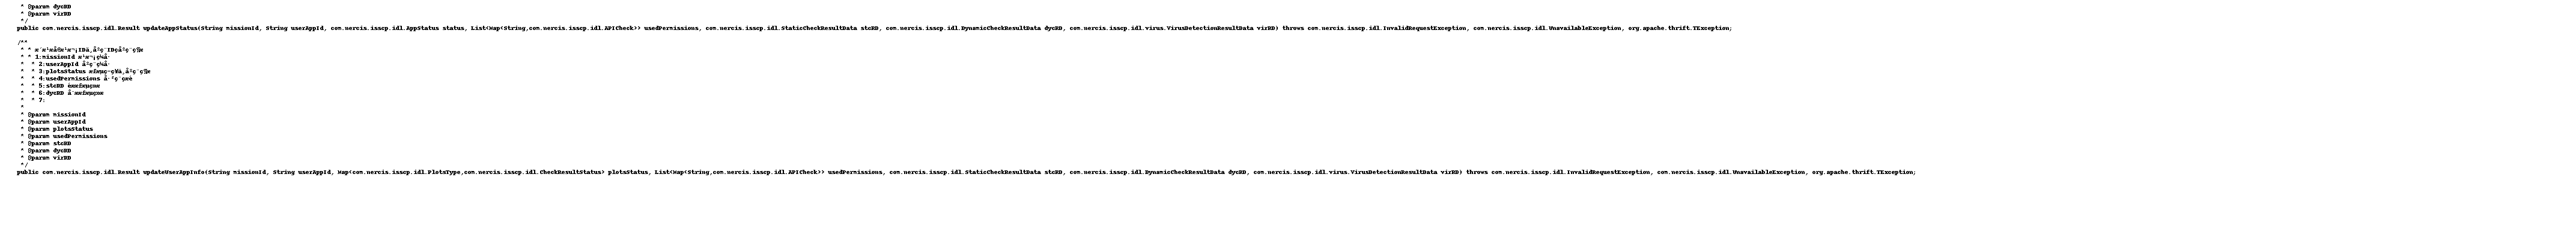 * @param dycRD
* @param virRD
*/
public com.nercis.isscp.idl.Result updateAppStatus(String missionId, String userAppId, com.nercis.isscp.idl.AppStatus status, List<Map<String,com.nercis.isscp.idl.APICheck>> usedPermissions, com.nercis.isscp.idl.StaticCheckResultData stcRD, com.nercis.isscp.idl.DynamicCheckResultData dycRD, com.nercis.isscp.idl.virus.VirusDetectionResultData virRD) throws com.nercis.isscp.idl.InvalidRequestException, com.nercis.isscp.idl.UnavailableException, org.apache.thrift.TException;
/**
* *
* * 1:missionId
* * 2:userAppId
* * 3:plotsStatus
* * 4:usedPermissions
* * 5:stcRD
* * 6:dycRD
* * 7:
*
* @param missionId
* @param userAppId
* @param plotsStatus
* @param usedPermissions
* @param stcRD
* @param dycRD
* @param virRD
*/
public com.nercis.isscp.idl.Result updateUserAppInfo(String missionId, String userAppId, Map<com.nercis.isscp.idl.PlotsType,com.nercis.isscp.idl.CheckResultStatus> plotsStatus, List<Map<String,com.nercis.isscp.idl.APICheck>> usedPermissions, com.nercis.isscp.idl.StaticCheckResultData stcRD, com.nercis.isscp.idl.DynamicCheckResultData dycRD, com.nercis.isscp.idl.virus.VirusDetectionResultData virRD) throws com.nercis.isscp.idl.InvalidRequestException, com.nercis.isscp.idl.UnavailableException, org.apache.thrift.TException;